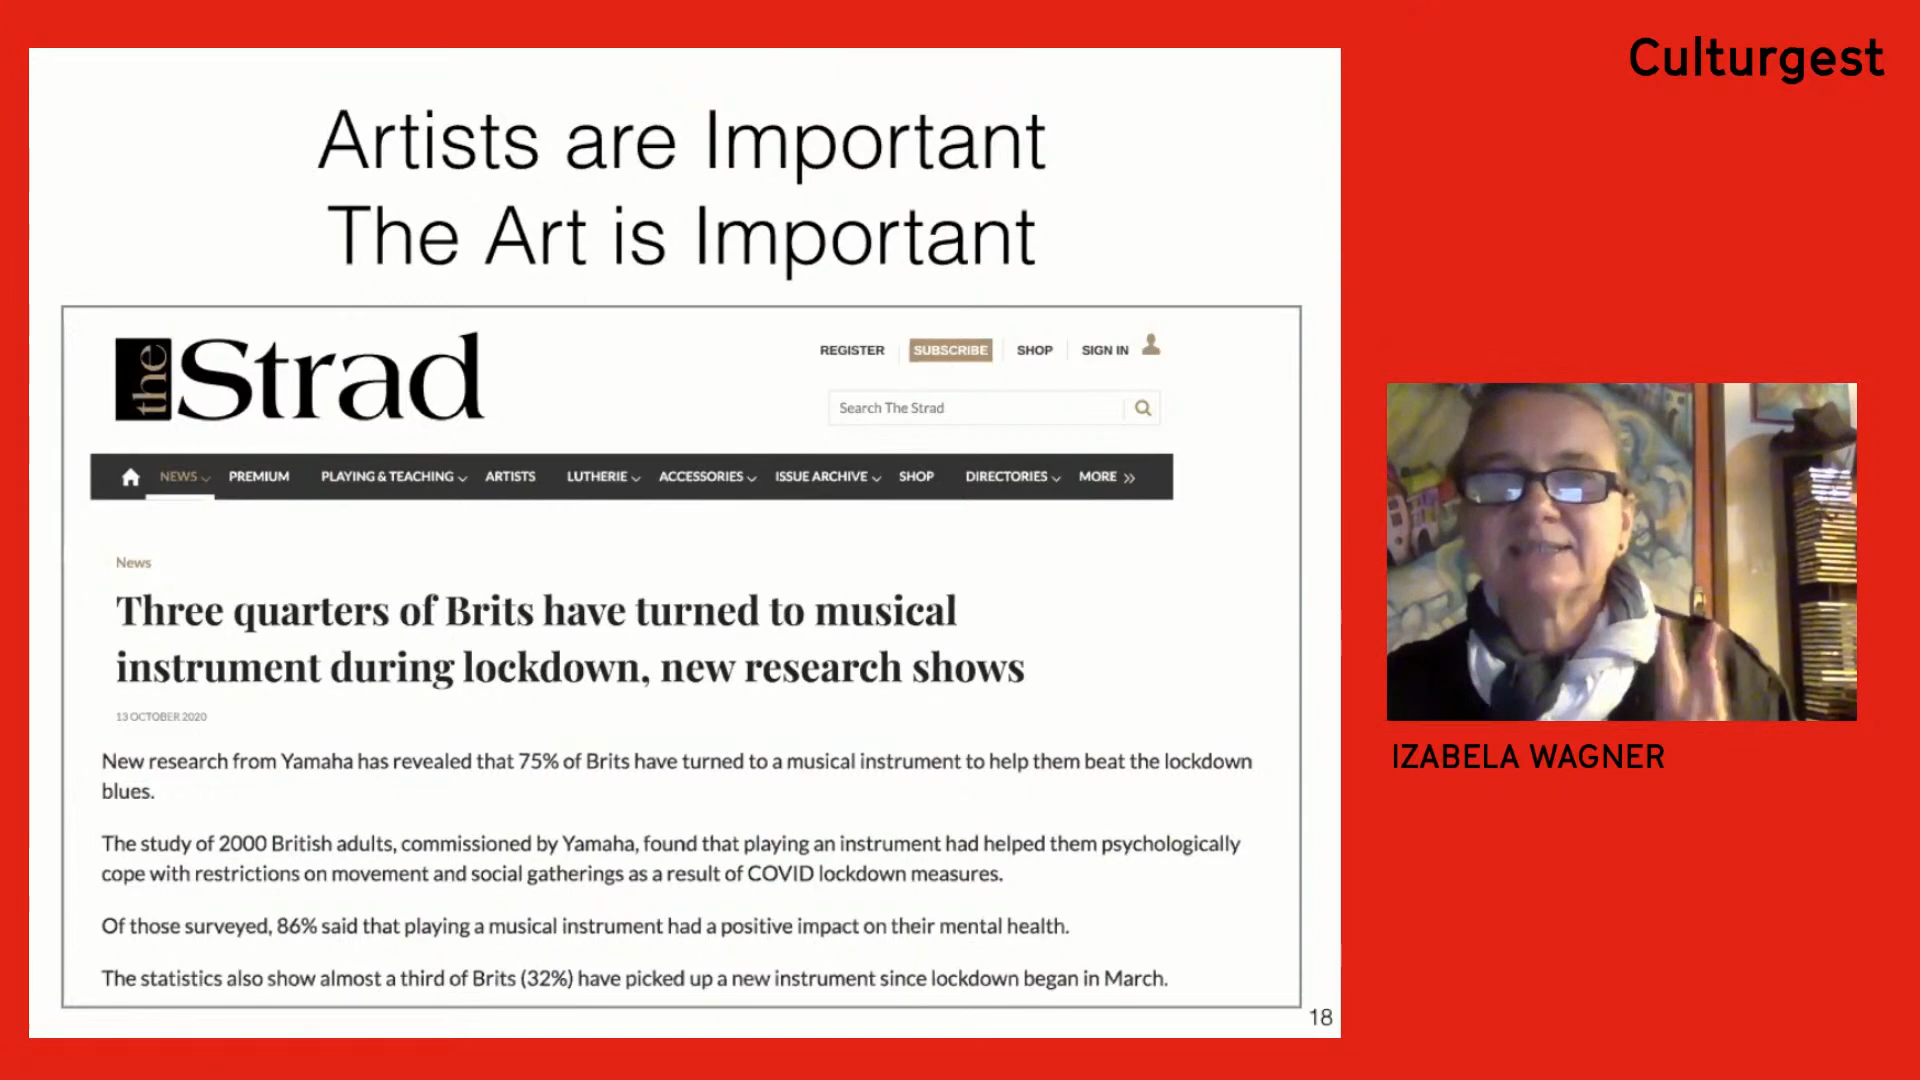 Culturgest
Artists are Important
The Art is Important
the Strad
REGISTER SUBSCRIBE SHOP SIGN IN
Search The Strad
NEWS PREMIUM PLAYING & TEACHING ARTISTS LUTHERIE ACCESSORIES ISSUE ARCHIVE SHOP DIRECTORIES MORE
News
Three quarters of Brits have turned to musical
instrument during lockdown, new research shows
13 OCTOBER 2020
New research from Yamaha has revealed that 75% of Brits have turned to a musical instrument to help them beat the lockdown
blues.
The study of 2000 British adults, commissioned by Yamaha, found that playing an instrument had helped them psychologically
cope with restrictions on movement and social gatherings as a result of COVID lockdown measures.
Of those surveyed, 86% said that playing a musical instrument had a positive impact on their mental health.
The statistics also show almost a third of Brits (32%) have picked up a new instrument since lockdown began in March.
18
IZABELA WAGNER